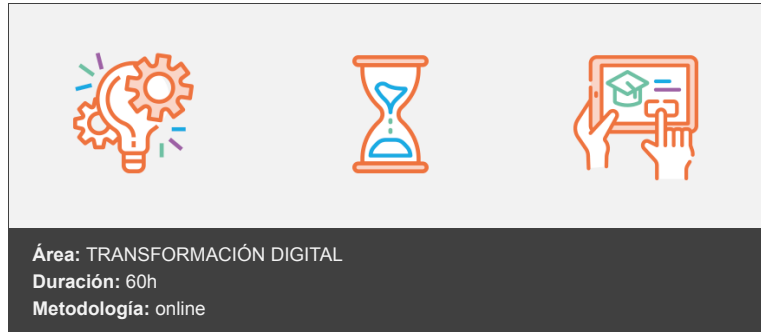 Área: TRANSFORMACIÓN DIGITAL
Duración: 60h
Metodología: online